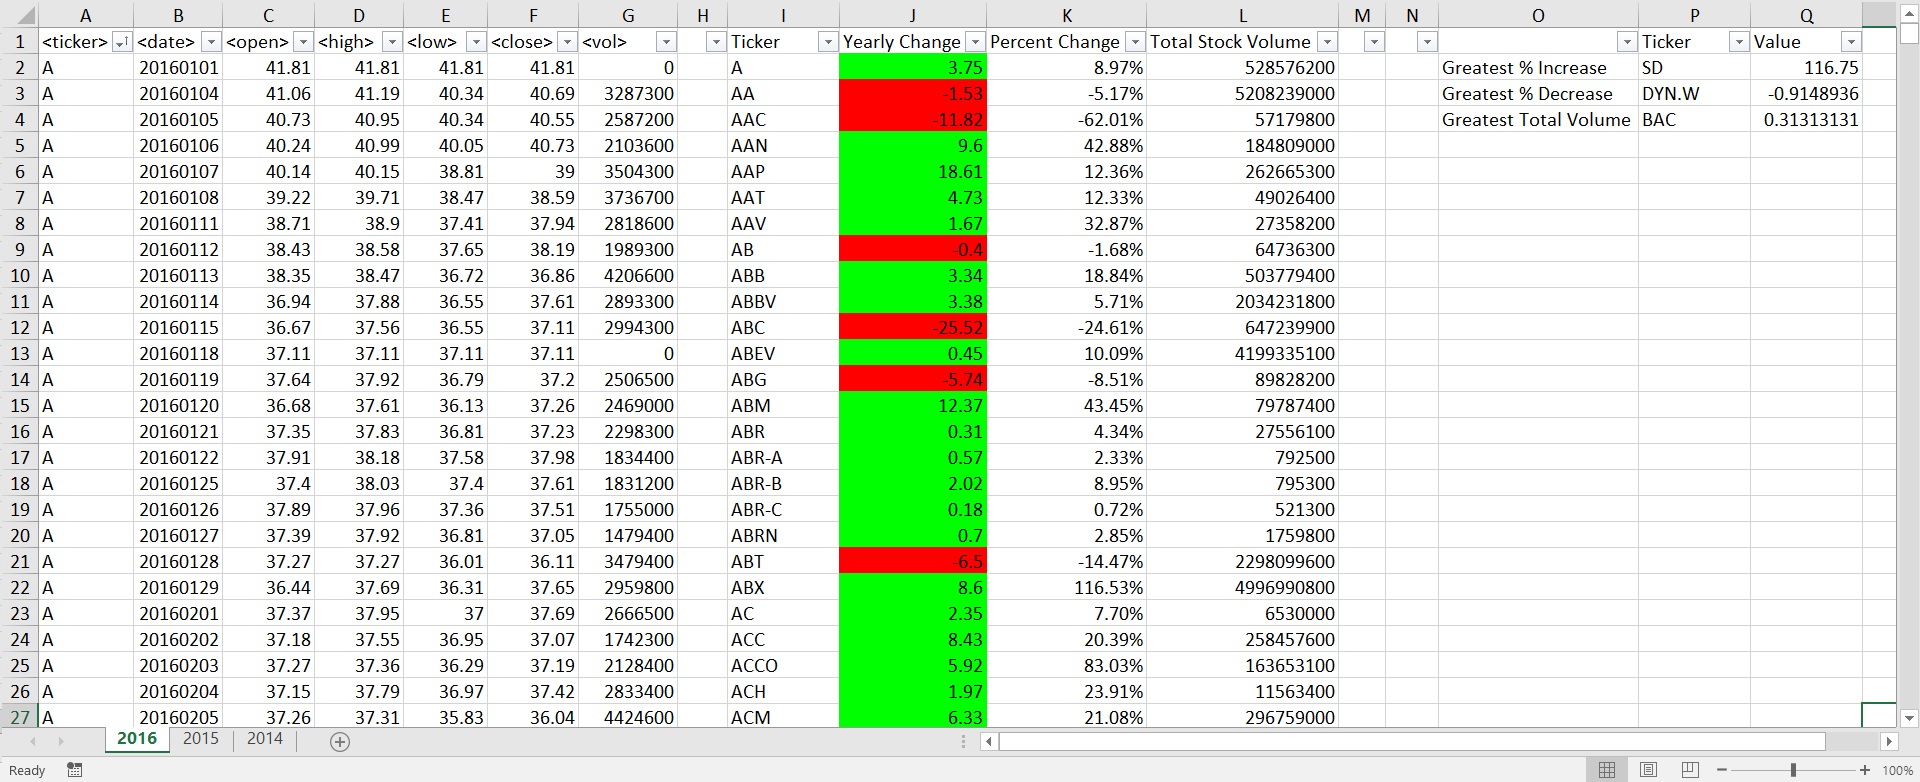 A B C D E F G H I J K L M N O P Q
1 <ticker> <date> <open> <high> <low> <close> <vol> Ticker Yearly Change Percent Change Total Stock Volume Ticker Value
2 A 20160101 41.81 41.81 41.81 41.81 0 A 3.75 8.97% 528576200 Greatest % Increase SD 116.75
3 A 20160104 41.06 41.19 40.34 40.69 3287300 AA -1.53 -5.17% 5208239000 Greatest % Decrease DYN.W -0.9148936
4 A 20160105 40.73 40.95 40.34 40.55 2587200 AAC -11.82 -62.01% 57179800 Greatest Total Volume BAC 0.31313131
5 A 20160106 40.24 40.99 40.05 40.73 2103600 AAN 9.6 42.88% 184809000
6 A 20160107 40.14 40.15 38.81 39 3504300 AAP 18.61 12.36% 262665300
7 A 20160108 39.22 39.71 38.47 38.59 3736700 AAT 4.73 12.33% 49026400
8 A 20160111 38.71 38.9 37.41 37.94 2818600 AAV 1.67 32.87% 27358200
9 A 20160112 38.43 38.58 37.65 38.19 1989300 AB -0.4 -1.68% 64736300
10 A 20160113 38.35 38.47 36.72 36.86 4206600 ABB 3.34 18.84% 503779400
11 A 20160114 36.94 37.88 36.55 37.61 2893300 ABBV 3.38 5.71% 2034231800
12 A 20160115 36.67 37.56 36.55 37.11 2994300 ABC -25.52 -24.61% 647239900
13 A 20160118 37.11 37.11 37.11 37.11 0 ABEV 0.45 10.09% 4199335100
14 A 20160119 37.64 37.92 36.79 37.2 2506500 ABG -5.74 -8.51% 89828200
15 A 20160120 36.68 37.61 36.13 37.26 2469000 ABM 12.37 43.45% 79787400
16 A 20160121 37.35 37.83 36.81 37.23 2298300 ABR 0.31 4.34% 27556100
17 A 20160122 37.91 38.18 37.58 37.98 1834400 ABR-A 0.57 2.33% 792500
18 A 20160125 37.4 38.03 37.4 37.61 1831200 ABR-B 2.02 8.95% 795300
19 A 20160126 37.89 37.96 37.36 37.51 1755000 ABR-C 0.18 0.72% 521300
20 A 20160127 37.39 37.92 36.81 37.05 1479400 ABRN 0.7 2.85% 1759800
21 A 20160128 37.27 37.27 36.01 36.11 3479400 ABT -6.5 -14.47% 2298099600
22 A 20160129 36.44 37.69 36.31 37.65 2959800 ABX 8.6 116.53% 4996990800
23 A 20160201 37.37 37.95 37 37.69 2666500 AC 2.35 7.70% 6530000
24 A 20160202 37.18 37.55 36.95 37.07 1742300 ACC 8.43 20.39% 258457600
25 A 20160203 37.27 37.36 36.29 37.19 2128400 ACCO 5.92 83.03% 163653100
26 A 20160204 37.15 37.79 36.97 37.42 2833400 ACH 1.97 23.91% 11563400
27 A 20160205 37.26 37.31 35.83 36.04 4424600 ACM 6.33 21.08% 296759000
2016 2015 2014
Ready 100%